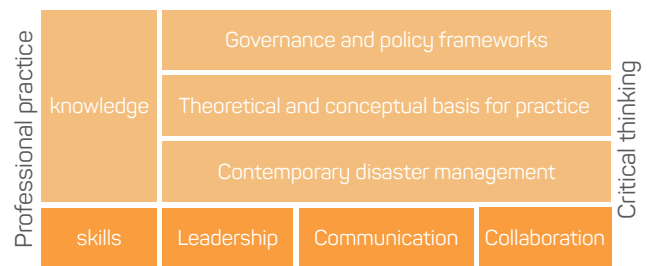 Professional practice
knowledge
Governance and policy frameworks
Theoretical and conceptual basis for practice
Contemporary disaster management
skills
Leadership
Communication
Collaboration
Critical thinking